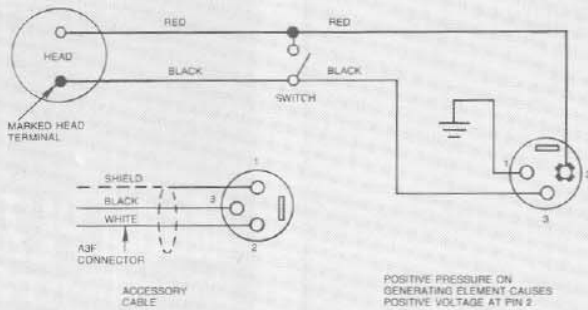 RED
RED
HEAD
BLACK
BLACK
SWITCH
MARKED HEAD
TERMINAL
1
2
3
SHIELD
1
BLACK
3
WHITE
2
A3F
CONNECTOR
ACCESSORY
CABLE
POSITIVE PRESSURE ON
GENERATING ELEMENT CAUSES
POSITIVE VOLTAGE AT PIN 2